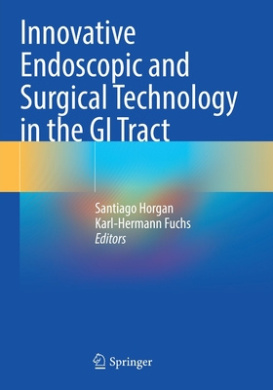 Innovative
Endoscopic and
Surgical Technology
in the GI Tract
Santiago Horgan
Karl-Hermann Fuchs
Editors
Springer